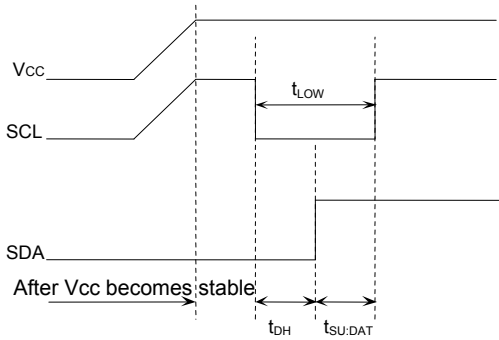 VCC
tLOW
SCL
SDA
After Vcc becomes stable
tDH
tSU:DAT